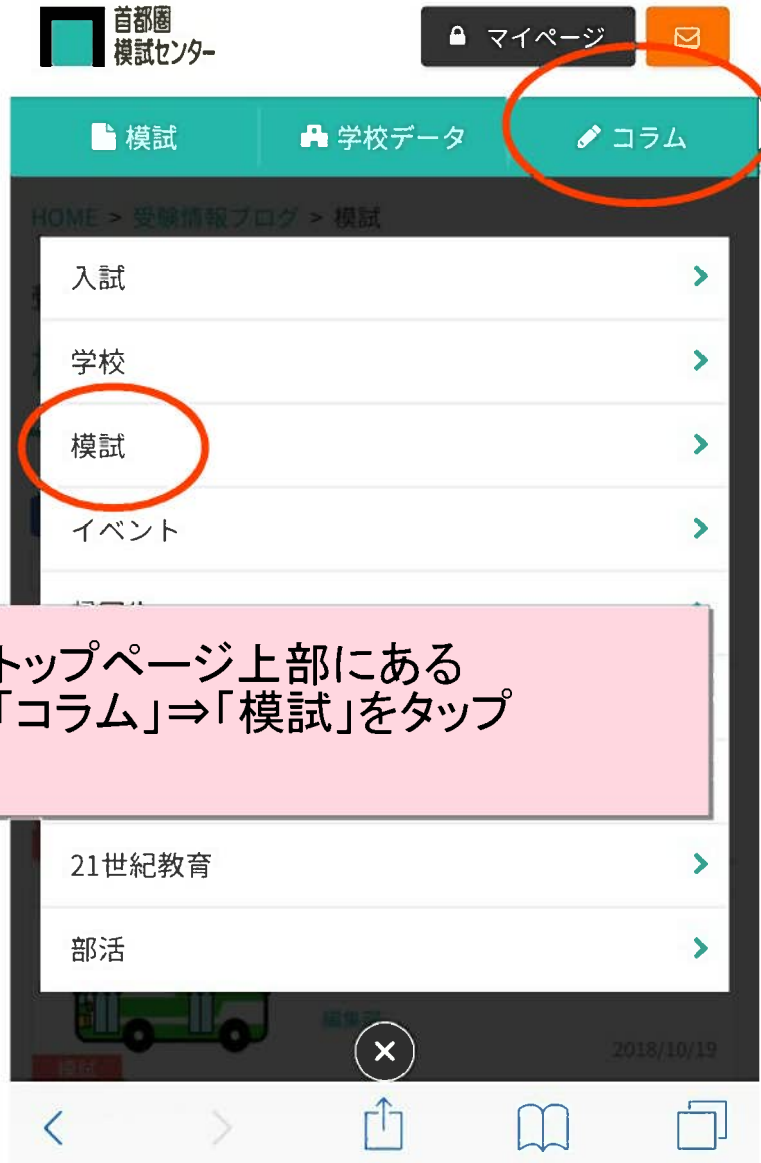 首都圏
模試センター
マイページ
模試
学校データ
コラム
HOME > 受験情報ブログ > 模試
入試
学校
模試
イベント
トップページ上部にある
「コラム」⇒「模試」をタップ
21世紀教育
部活
編集部
2018/10/19
模試